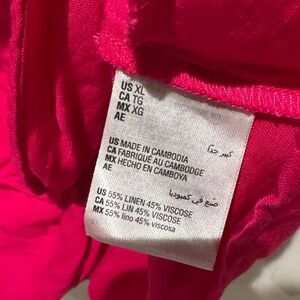 US XL
CA TG
MX XG
AE كبير جدًا
US MADE IN CAMBODIA
CA FABRIQUÉ AU CAMBODGE
MX HECHO EN CAMBOYA
AE صنع في كمبوديا
US 55% LINEN 45% VISCOSE
CA 55% LIN 45% VISCOSE
MX 55% lino 45% viscosa